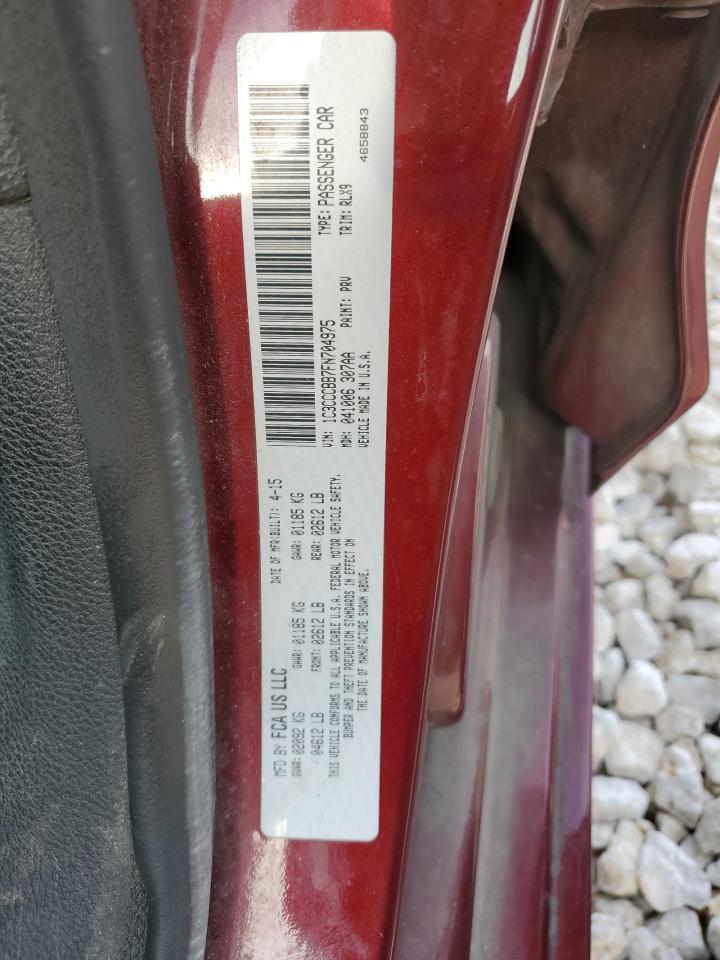 MFD BY FCA US LLC DATE OF MFR(BUILT): 4-15
GVWR: 02092 KG GAWR: 01185 KG GAWR: 01185 KG
04612 LB FRONT: 02612 LB REAR: 02612 LB
THIS VEHICLE CONFORMS TO ALL APPLICABLE U.S.A. FEDERAL MOTOR VEHICLE SAFETY,
BUMPER AND THEFT PREVENTION STANDARDS IN EFFECT ON
THE DATE OF MANUFACTURE SHOWN ABOVE.
VIN: 1C3CCCBB7FN704975 TYPE: PASSENGER CAR
MDH: 041006 307AA PAINT: PRV TRIM: RLX9
VEHICLE MADE IN U.S.A. 4658843